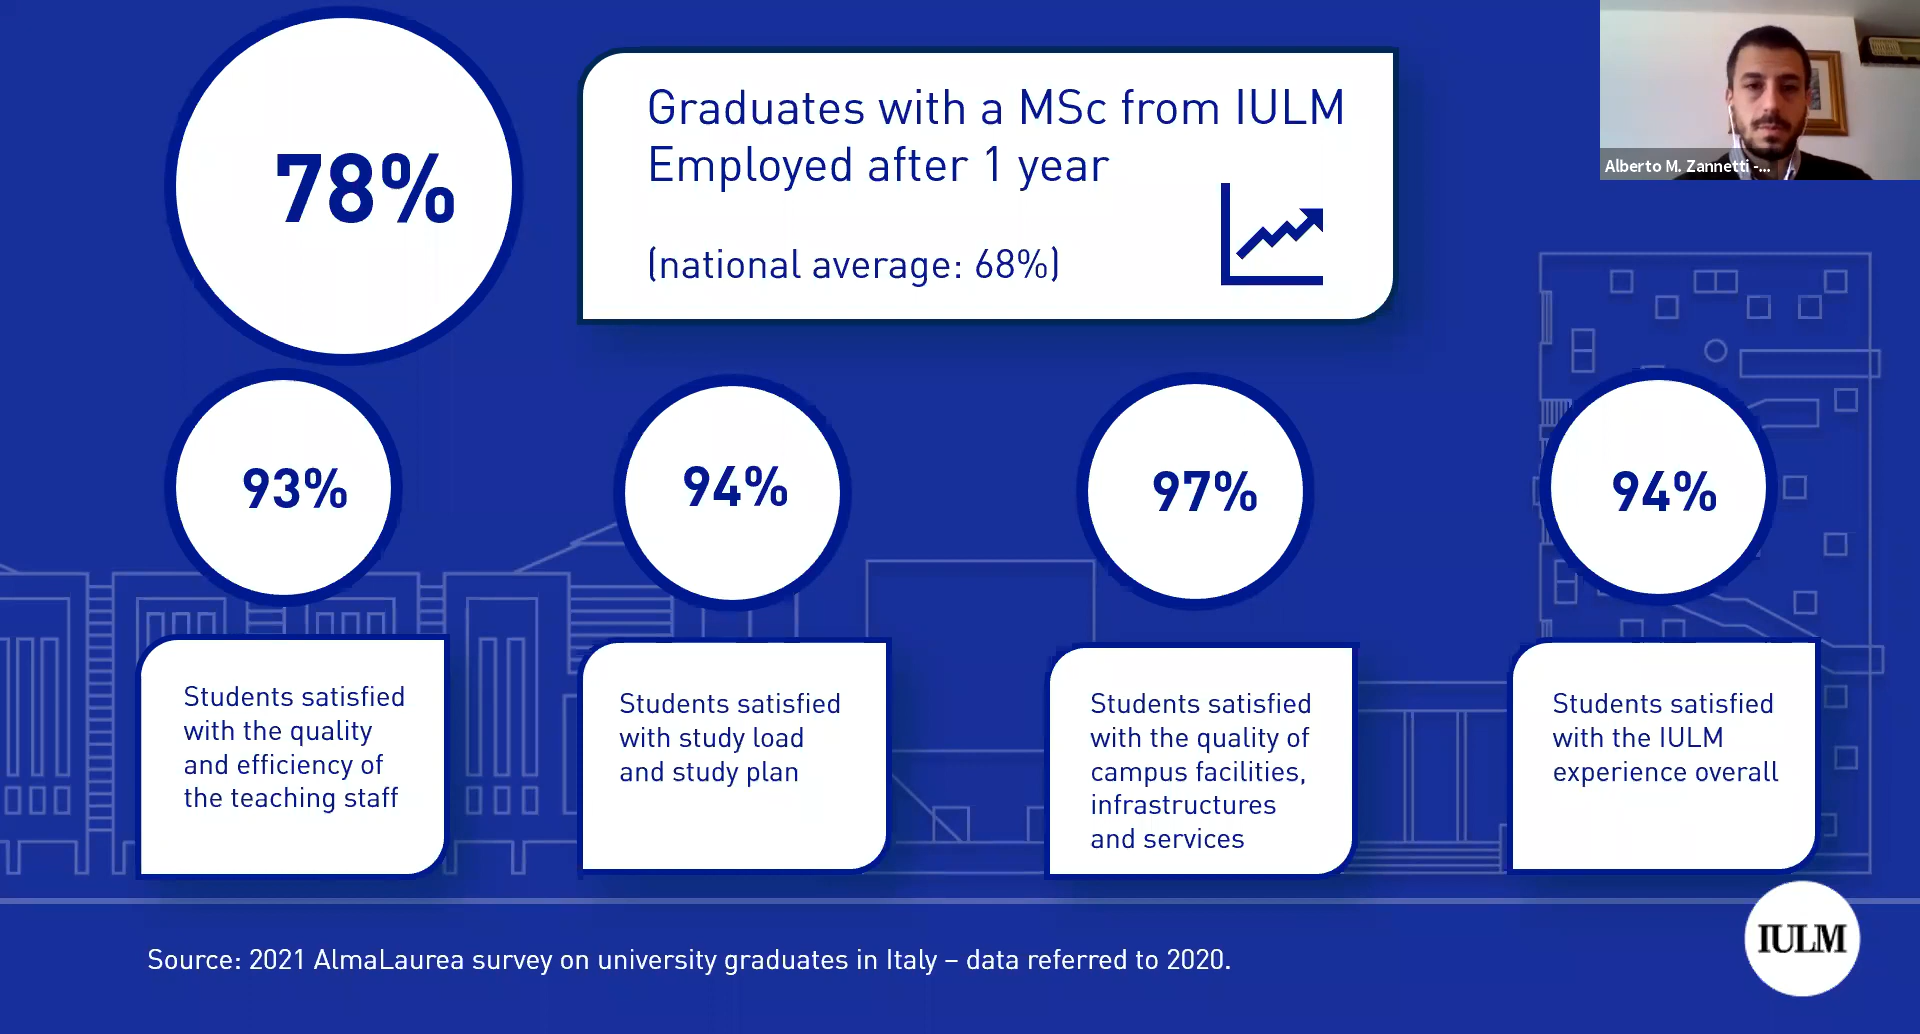 78%
Graduates with a MSc from IULM
Employed after 1 year
(national average: 68%)
Alberto M. Zannetti -...
93%
94%
97%
94%
Students satisfied
with the quality
and efficiency of
the teaching staff
Students satisfied
with study load
and study plan
Students satisfied
with the quality of
campus facilities,
infrastructures
and services
Students satisfied
with the IULM
experience overall
Source: 2021 AlmaLaurea survey on university graduates in Italy – data referred to 2020.
IULM